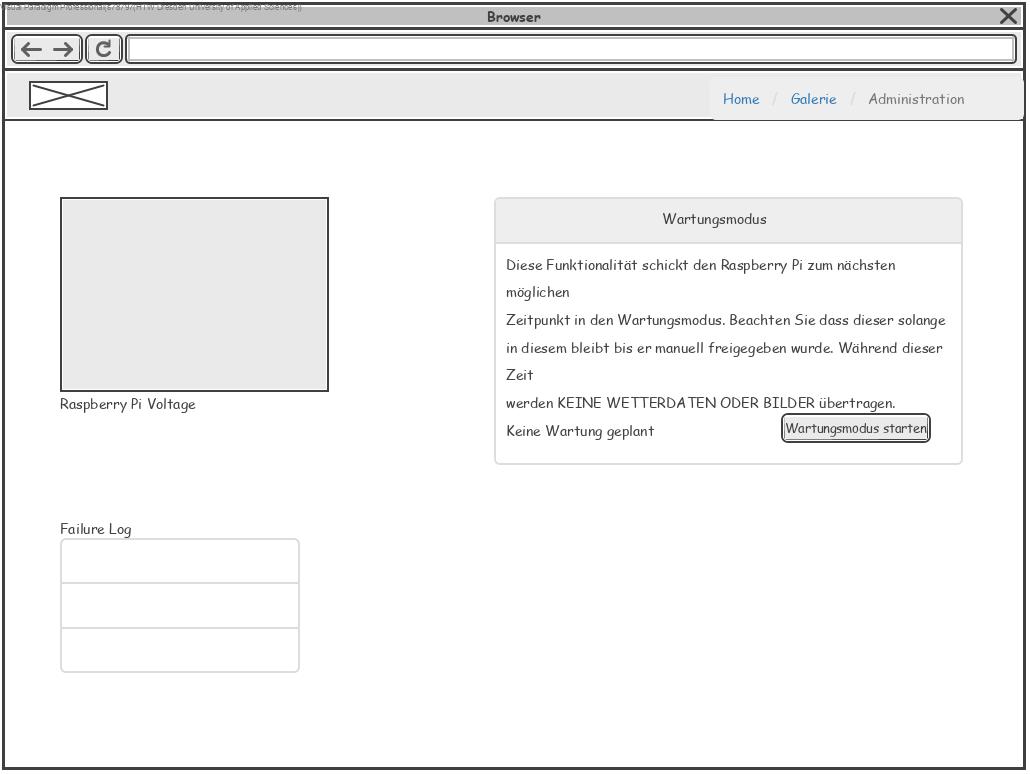 Visual Paradigm Professional(s78797(HTW Dresden University of Applied Sciences))
Browser
Home / Galerie / Administration
Wartungsmodus
Diese Funktionalität schickt den Raspberry Pi zum nächsten
möglichen
Zeitpunkt in den Wartungsmodus. Beachten Sie dass dieser solange
in diesem bleibt bis er manuell freigegeben wurde. Während dieser
Zeit
werden KEINE WETTERDATEN ODER BILDER übertragen.
Keine Wartung geplant
Wartungsmodus starten
Raspberry Pi Voltage
Failure Log